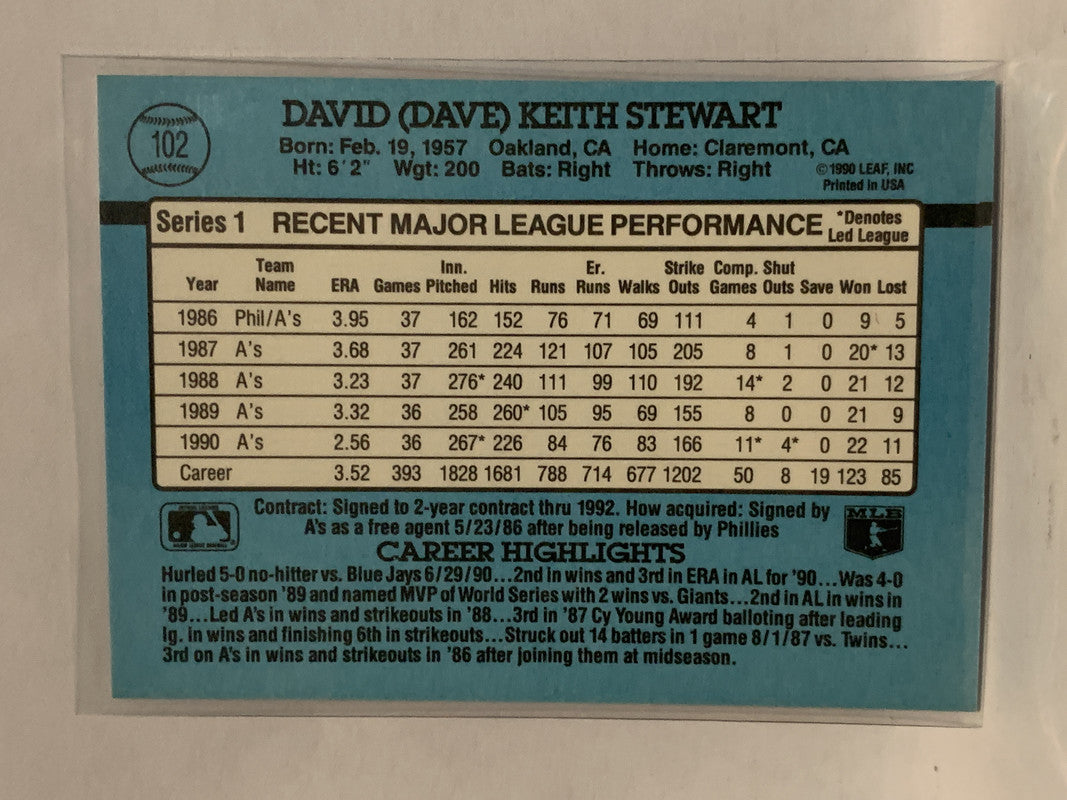 102
DAVID (DAVE) KEITH STEWART
Born: Feb. 19, 1957 Oakland, CA Home: Claremont, CA
Ht: 6'2" Wgt: 200 Bats: Right Throws: Right
©1990 LEAF, INC
Printed in USA
Series 1 RECENT MAJOR LEAGUE PERFORMANCE *Denotes Led League
Year Team Name ERA Games Inn. Pitched Hits Runs Er. Runs Walks Strike Outs Comp. Games Shut Outs Save Won Lost
1986 Phil/A's 3.95 37 162 152 76 71 69 111 4 1 0 9 5
1987 A's 3.68 37 261 224 121 107 105 205 8 1 0 20* 13
1988 A's 3.23 37 276* 240 111 99 110 192 14* 2 0 21 12
1989 A's 3.32 36 258 260* 105 95 69 155 8 0 0 21 9
1990 A's 2.56 36 267* 226 84 76 83 166 11* 4* 0 22 11
Career 3.52 393 1828 1681 788 714 677 1202 50 8 19 123 85
Contract: Signed to 2-year contract thru 1992. How acquired: Signed by
A's as a free agent 5/23/86 after being released by Phillies
MLB
CAREER HIGHLIGHTS
Hurled 5-0 no-hitter vs. Blue Jays 6/29/90...2nd in wins and 3rd in ERA in AL for '90...Was 4-0
in post-season '89 and named MVP of World Series with 2 wins vs. Giants...2nd in AL in wins in
'89...Led A's in wins and strikeouts in '88...3rd in '87 Cy Young Award balloting after leading
lg. in wins and finishing 6th in strikeouts...Struck out 14 batters in 1 game 8/1/87 vs. Twins...
3rd on A's in wins and strikeouts in '86 after joining them at midseason.